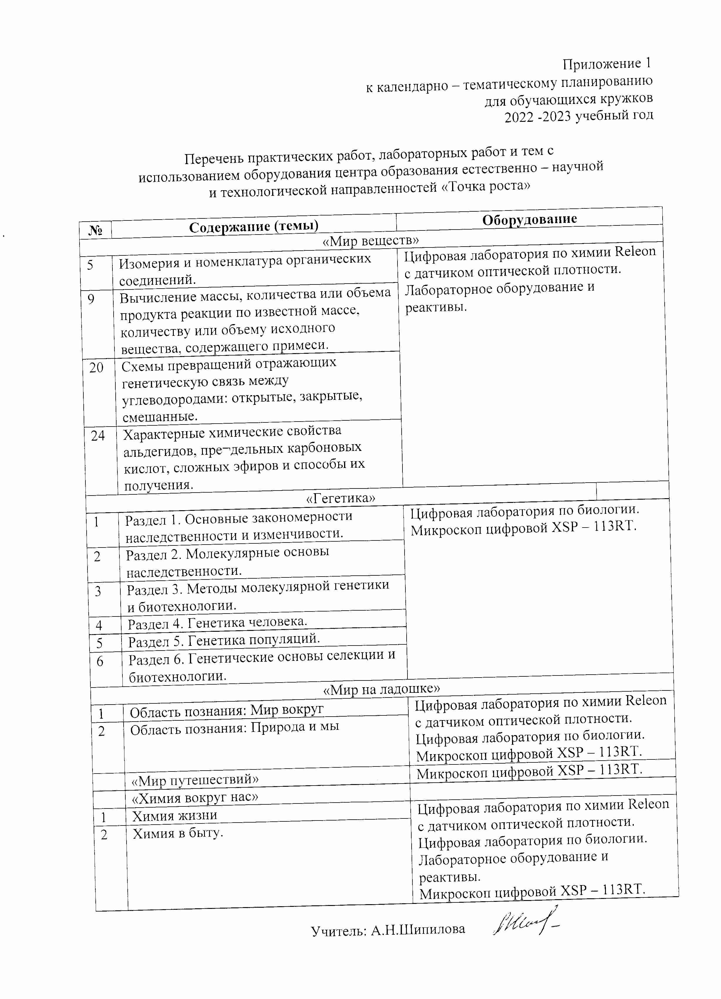 Приложение 1
к календарно – тематическому планированию
для обучающихся кружков
2022 -2023 учебный год
Перечень практических работ, лабораторных работ и тем с
использованием оборудования центра образования естественно – научной
и технологической направленностей «Точка роста»
№ Содержание (темы) Оборудование
«Мир веществ»
5 Изомерия и номенклатура органических
соединений.
9 Вычисление массы, количества или объема
продукта реакции по известной массе,
количеству или объему исходного
вещества, содержащего примеси.
20 Схемы превращений отражающих
генетическую связь между
углеводородами: открытые, закрытые,
смешанные.
24 Характерные химические свойства
альдегидов, пре¬дельных карбоновых
кислот, сложных эфиров и способы их
получения.
Цифровая лаборатория по химии Releon
с датчиком оптической плотности.
Лабораторное оборудование и
реактивы.
«Гегетика»
1 Раздел 1. Основные закономерности
наследственности и изменчивости.
2 Раздел 2. Молекулярные основы
наследственности.
3 Раздел 3. Методы молекулярной генетики
и биотехнологии.
4 Раздел 4. Генетика человека.
5 Раздел 5. Генетика популяций.
6 Раздел 6. Генетические основы селекции и
биотехнологии.
Цифровая лаборатория по биологии.
Микроскоп цифровой XSP – 113RT.
«Мир на ладошке»
1 Область познания: Мир вокруг
2 Область познания: Природа и мы
Цифровая лаборатория по химии Releon
с датчиком оптической плотности.
Цифровая лаборатория по биологии.
Микроскоп цифровой XSP – 113RT.
«Мир путешествий» Микроскоп цифровой XSP – 113RT.
«Химия вокруг нас»
1 Химия жизни
2 Химия в быту.
Цифровая лаборатория по химии Releon
с датчиком оптической плотности.
Цифровая лаборатория по биологии.
Лабораторное оборудование и
реактивы.
Микроскоп цифровой XSP – 113RT.
Учитель: А.Н.Шипилова